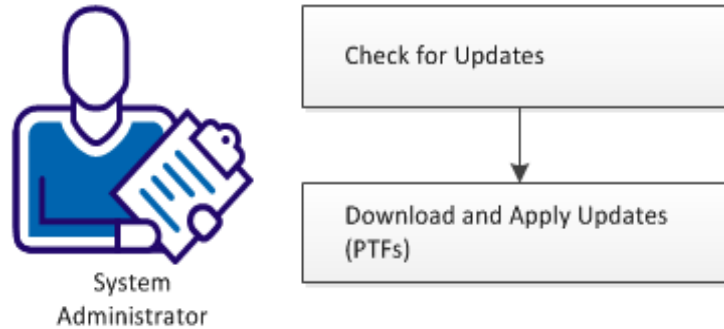 Check for Updates
Download and Apply Updates
(PTFs)
System
Administrator